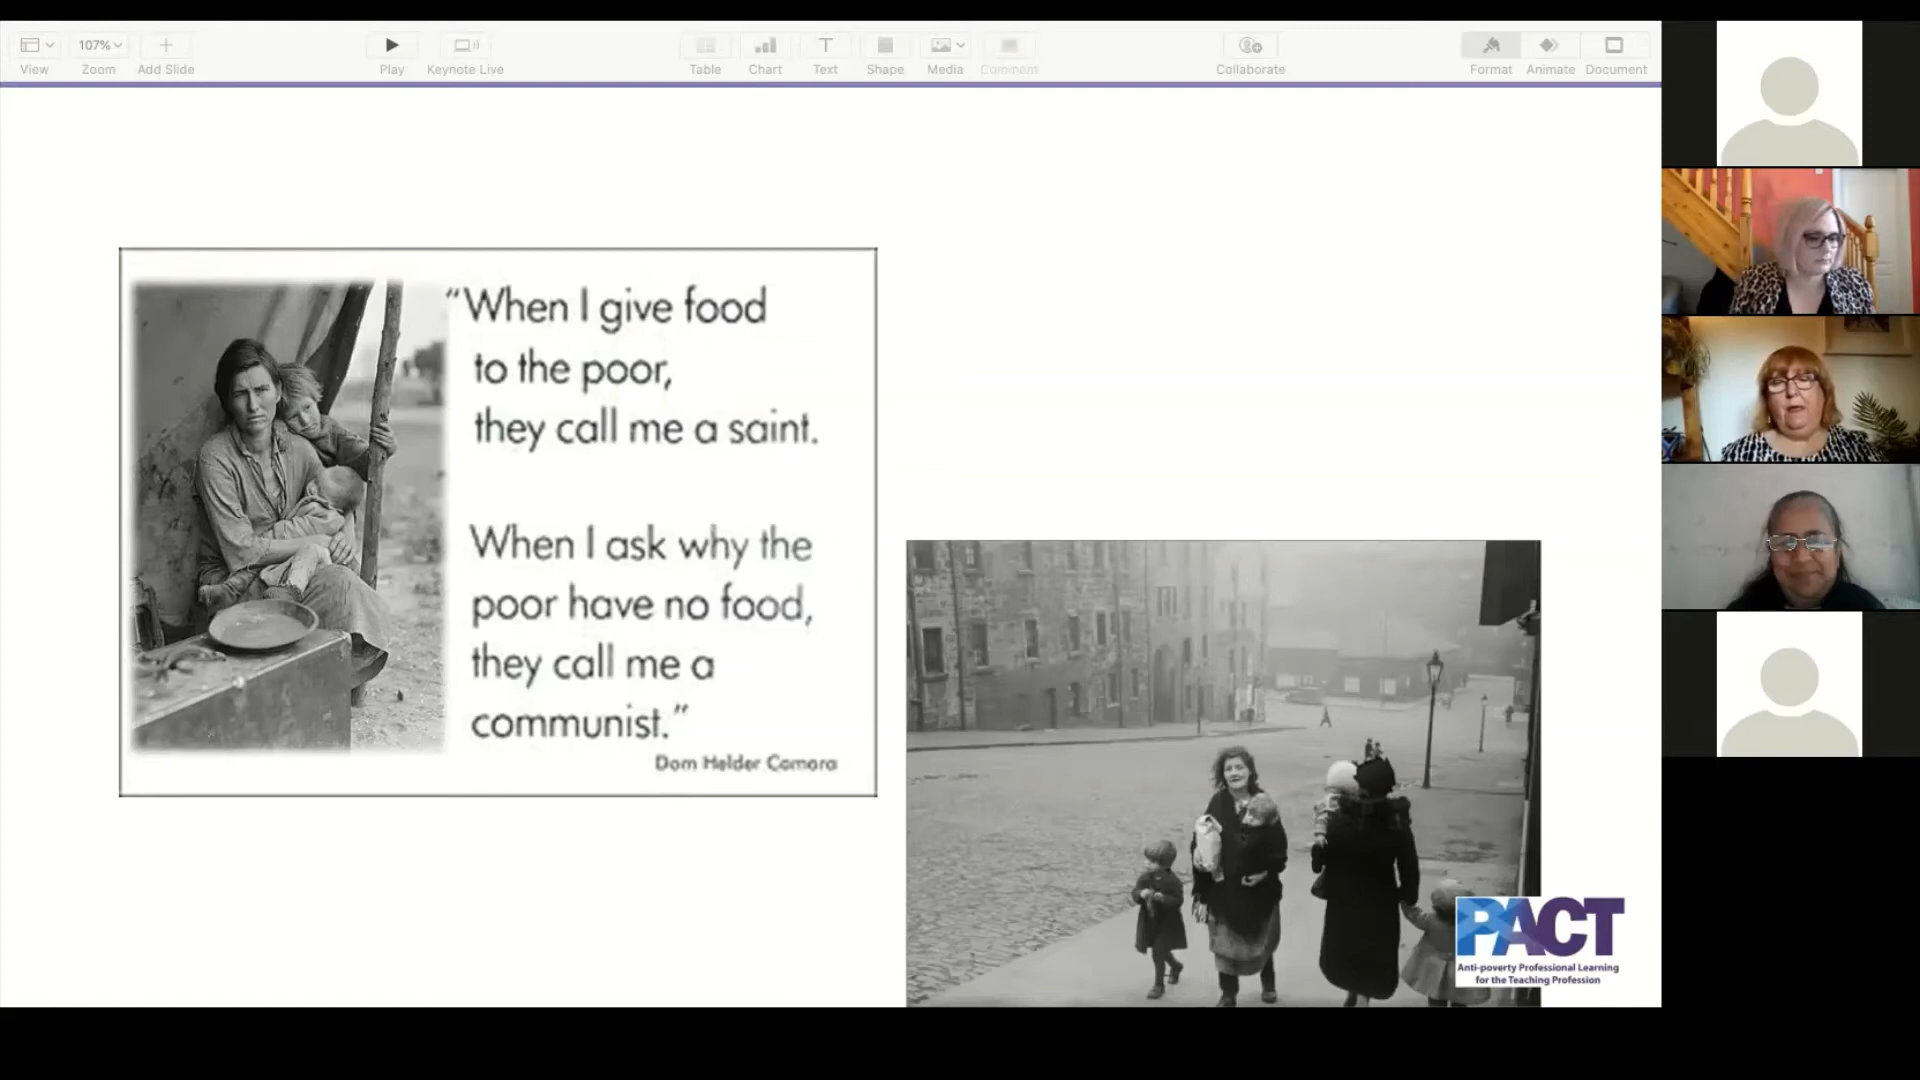 107%
View
Zoom
Add Slide
Play
Keynote Live
Table
Chart
Text
Shape
Media
Comment
Collaborate
Format
Animate
Document
“When I give food
to the poor,
they call me a saint.
When I ask why the
poor have no food,
they call me a
communist.”
Dom Helder Camara
PACT
Anti-poverty Professional Learning
for the Teaching Profession